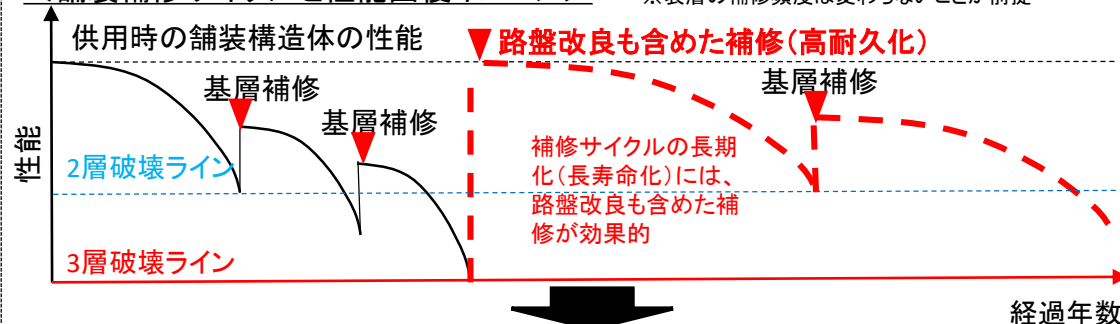 供用時の舗装構造体の性能
路盤改良も含めた補修(高耐久化)
基層補修
基層補修
基層補修
性能
2層破壊ライン
補修サイクルの長期
化(長寿命化)には、
路盤改良も含めた補
修が効果的
3層破壊ライン
経過年数